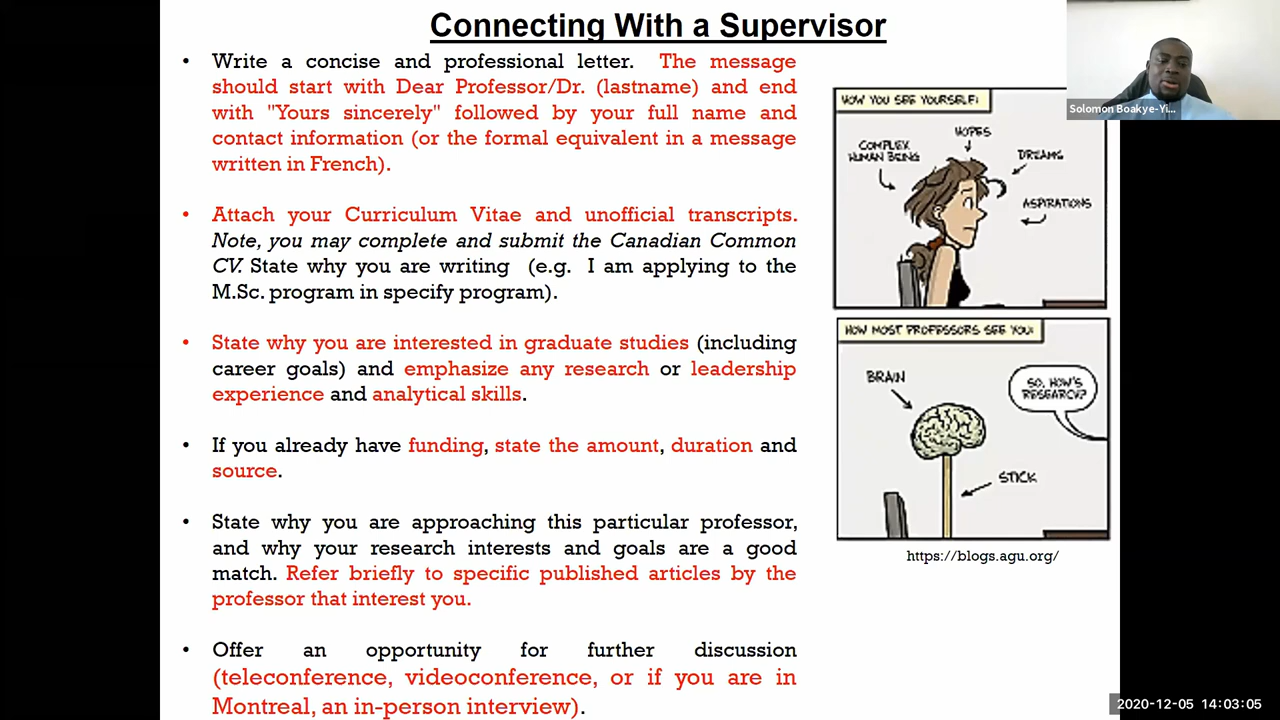 Connecting With a Supervisor
• Write a concise and professional letter. The message
should start with Dear Professor/Dr. (lastname) and end
with "Yours sincerely" followed by your full name and
contact information (or the formal equivalent in a message
written in French).
• Attach your Curriculum Vitae and unofficial transcripts.
Note, you may complete and submit the Canadian Common
CV. State why you are writing (e.g. I am applying to the
M.Sc. program in specify program).
• State why you are interested in graduate studies (including
career goals) and emphasize any research or leadership
experience and analytical skills.
• If you already have funding, state the amount, duration and
source.
• State why you are approaching this particular professor,
and why your research interests and goals are a good
match. Refer briefly to specific published articles by the
professor that interest you.
• Offer an opportunity for further discussion
(teleconference, videoconference, or if you are in
Montreal, an in-person interview).
HOW YOU SEE YOURSELF:
HOPES
COMPLEX
HUMAN BEING
DREAMS
ASPIRATIONS
HOW MOST PROFESSORS SEE YOU:
BRAIN
SO, HOW'S
RESEARCH?
STICK
https://blogs.agu.org/
Solomon Boakye-Yi...
2020-12-05 14:03:05